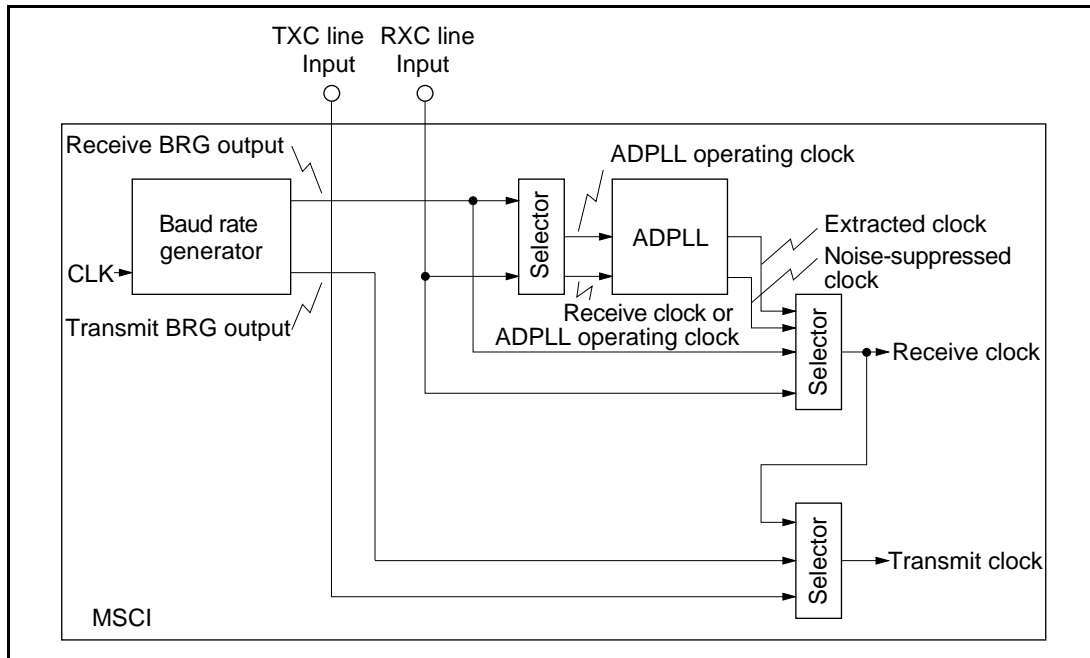 TXC line
Input
RXC line
Input
Receive BRG output
ADPLL operating clock
Baud rate
generator
Selector
ADPLL
Extracted clock
Noise-suppressed
clock
CLK
Receive clock or
ADPLL operating clock
Transmit BRG output
Selector
Receive clock
Selector
Transmit clock
MSCI